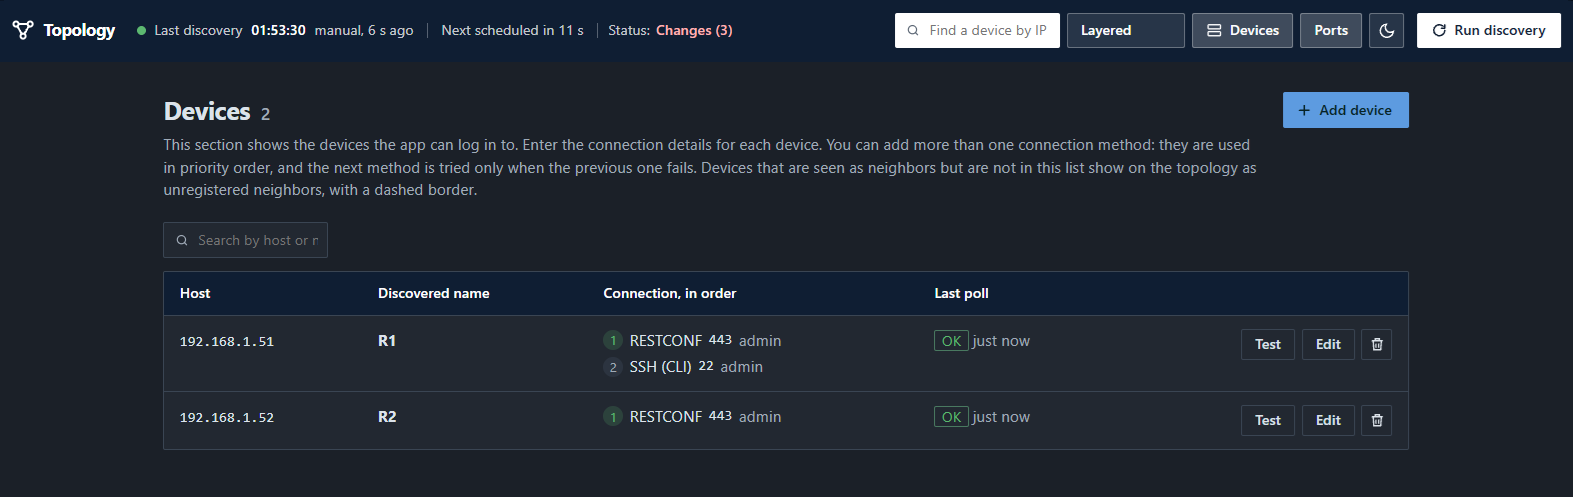 Topology
Last discovery 01:53:30 manual, 6 s ago
Next scheduled in 11 s
Status: Changes (3)
Find a device by IP
Layered
Devices
Ports
Run discovery
Devices 2
Add device
This section shows the devices the app can log in to. Enter the connection details for each device. You can add more than one connection method: they are used
in priority order, and the next method is tried only when the previous one fails. Devices that are seen as neighbors but are not in this list show on the topology as
unregistered neighbors, with a dashed border.
Search by host or n
Host Discovered name Connection, in order Last poll
192.168.1.51 R1 1 RESTCONF 443 admin OK just now Test Edit
2 SSH (CLI) 22 admin
192.168.1.52 R2 1 RESTCONF 443 admin OK just now Test Edit